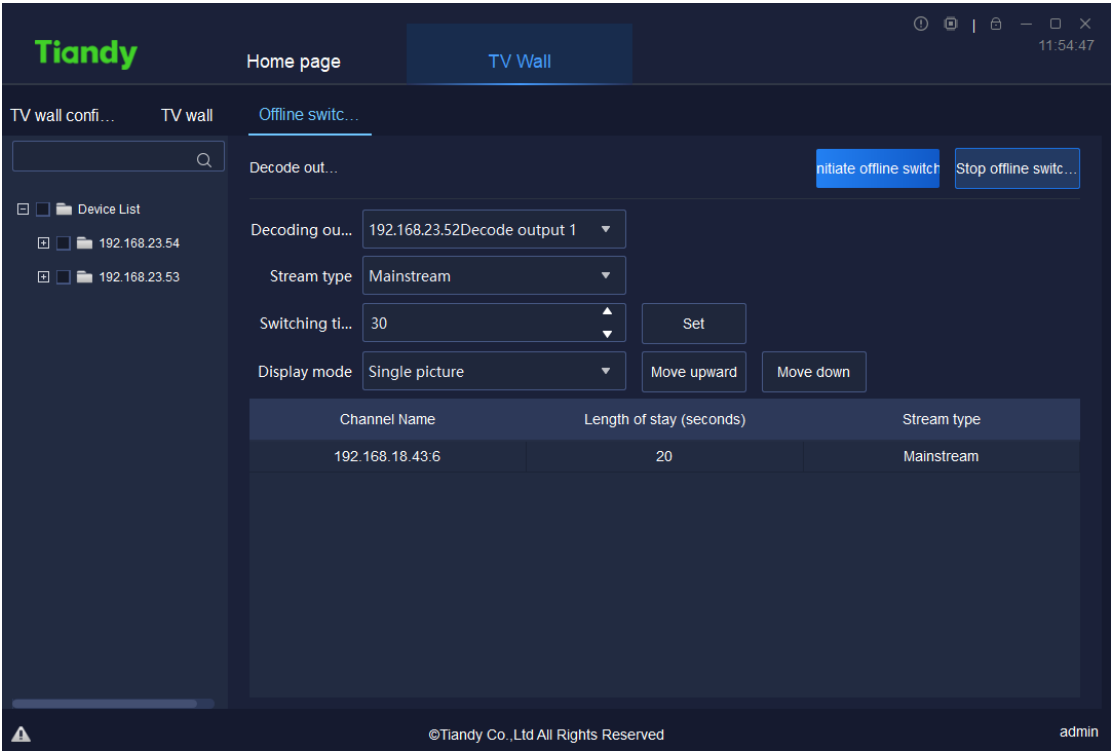 11:54:47
Tiandy
Home page
TV Wall
TV wall confi...
TV wall
Offline switc...
Decode out...
nitiate offline switch
Stop offline switc...
Device List
192.168.23.54
192.168.23.53
Decoding ou...
192.168.23.52Decode output 1
Stream type
Mainstream
Switching ti...
30
Set
Display mode
Single picture
Move upward
Move down
Channel Name
Length of stay (seconds)
Stream type
192.168.18.43:6
20
Mainstream
©Tiandy Co.,Ltd All Rights Reserved
admin